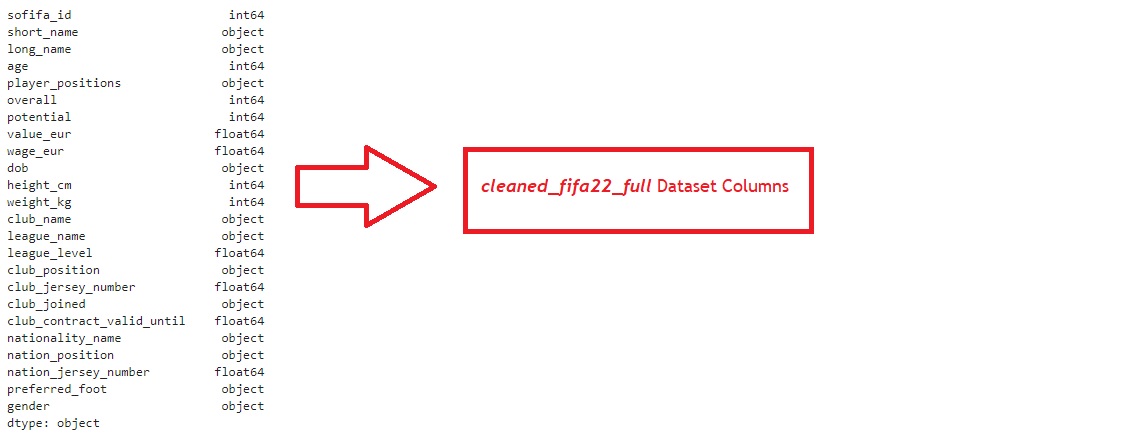 sofifa_id int64
short_name object
long_name object
age int64
player_positions object
overall int64
potential int64
value_eur float64
wage_eur float64
dob object
height_cm int64
weight_kg int64
club_name object
league_name object
league_level float64
club_position object
club_jersey_number float64
club_joined object
club_contract_valid_until float64
nationality_name object
nation_position object
nation_jersey_number float64
preferred_foot object
gender object
dtype: object
cleaned_fifa22_full Dataset Columns